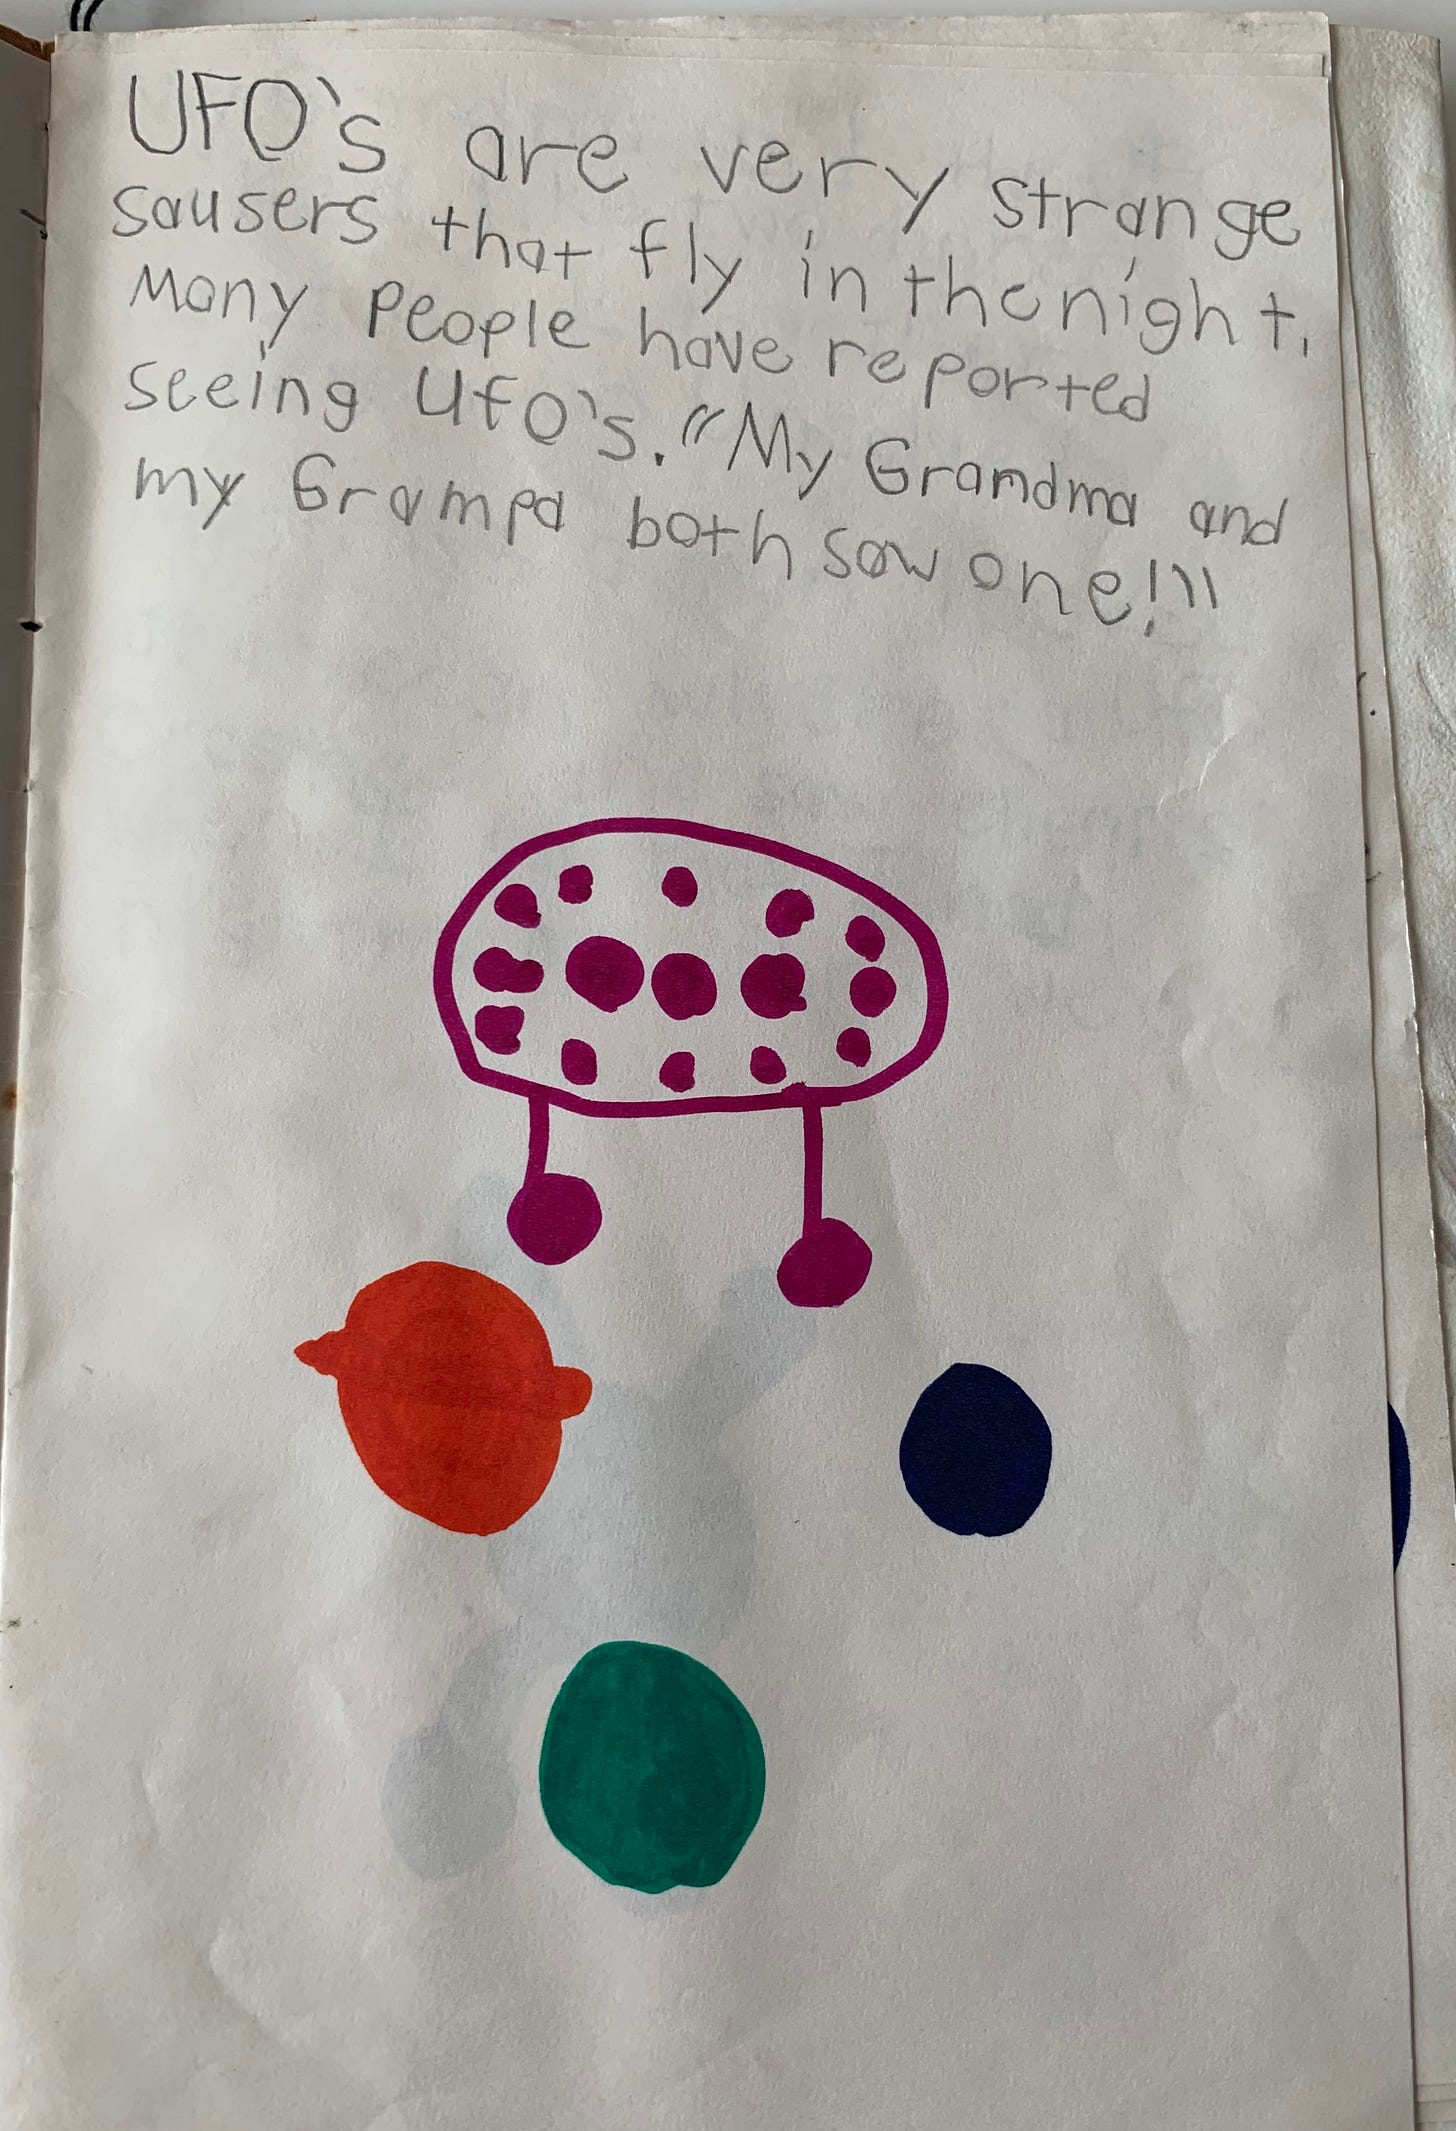 UFO's are very strange
sausers that fly in the night.
Many People have reported
seeing Ufo's. "My Grandma and
my Grampa both saw one!"